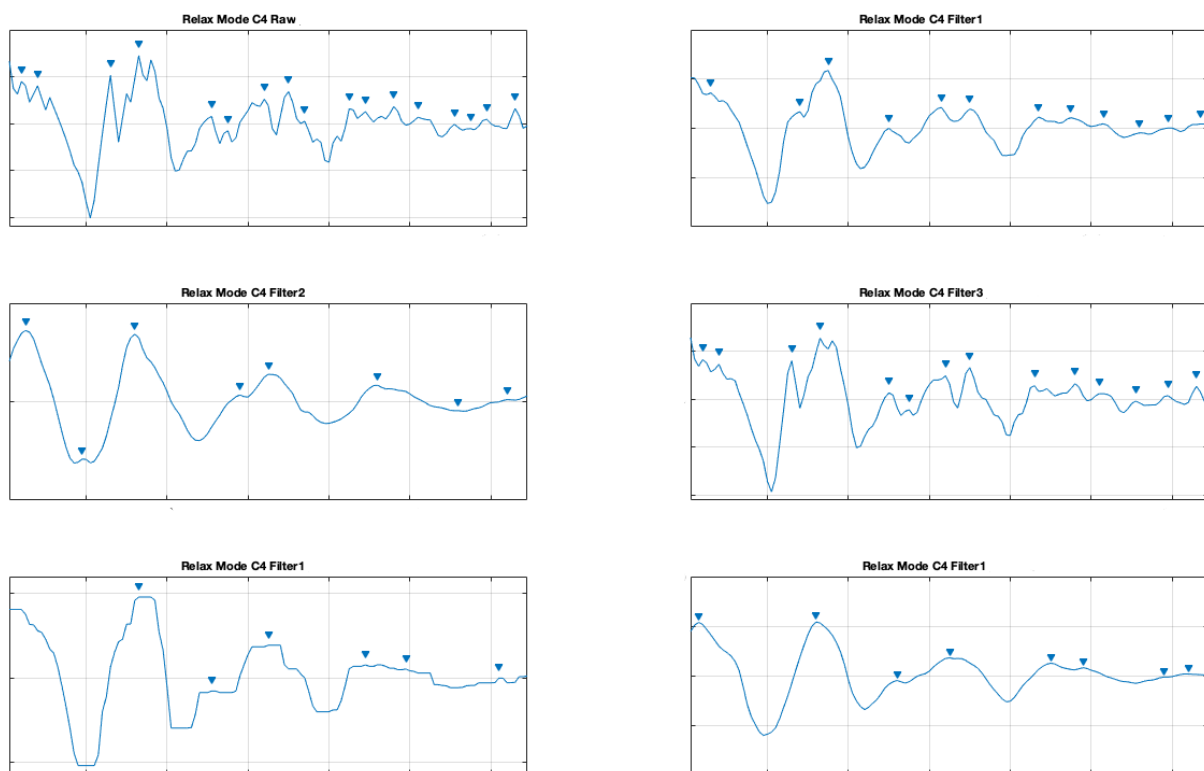 Relax Mode C4 Raw
Relax Mode C4 Filter1
Relax Mode C4 Filter2
Relax Mode C4 Filter3
Relax Mode C4 Filter1
Relax Mode C4 Filter1